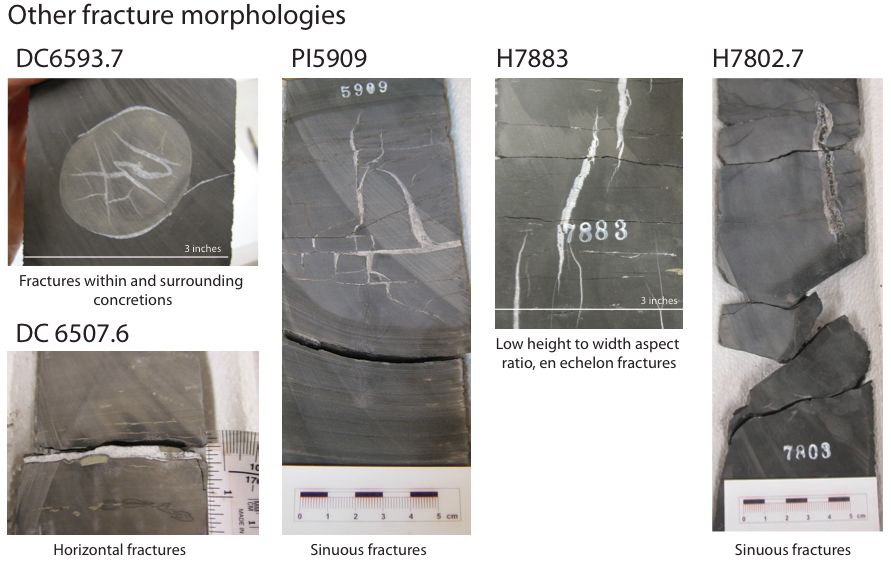 Other fracture morphologies
DC6593.7
3 inches
Fractures within and surrounding
concretions
DC 6507.6
Horizontal fractures
PI5909
5909
0 1 2 3 4 5 cm
Sinuous fractures
H7883
7883
3 inches
Low height to width aspect
ratio, en echelon fractures
H7802.7
7803
0 1 2 3 4 5 cm
Sinuous fractures